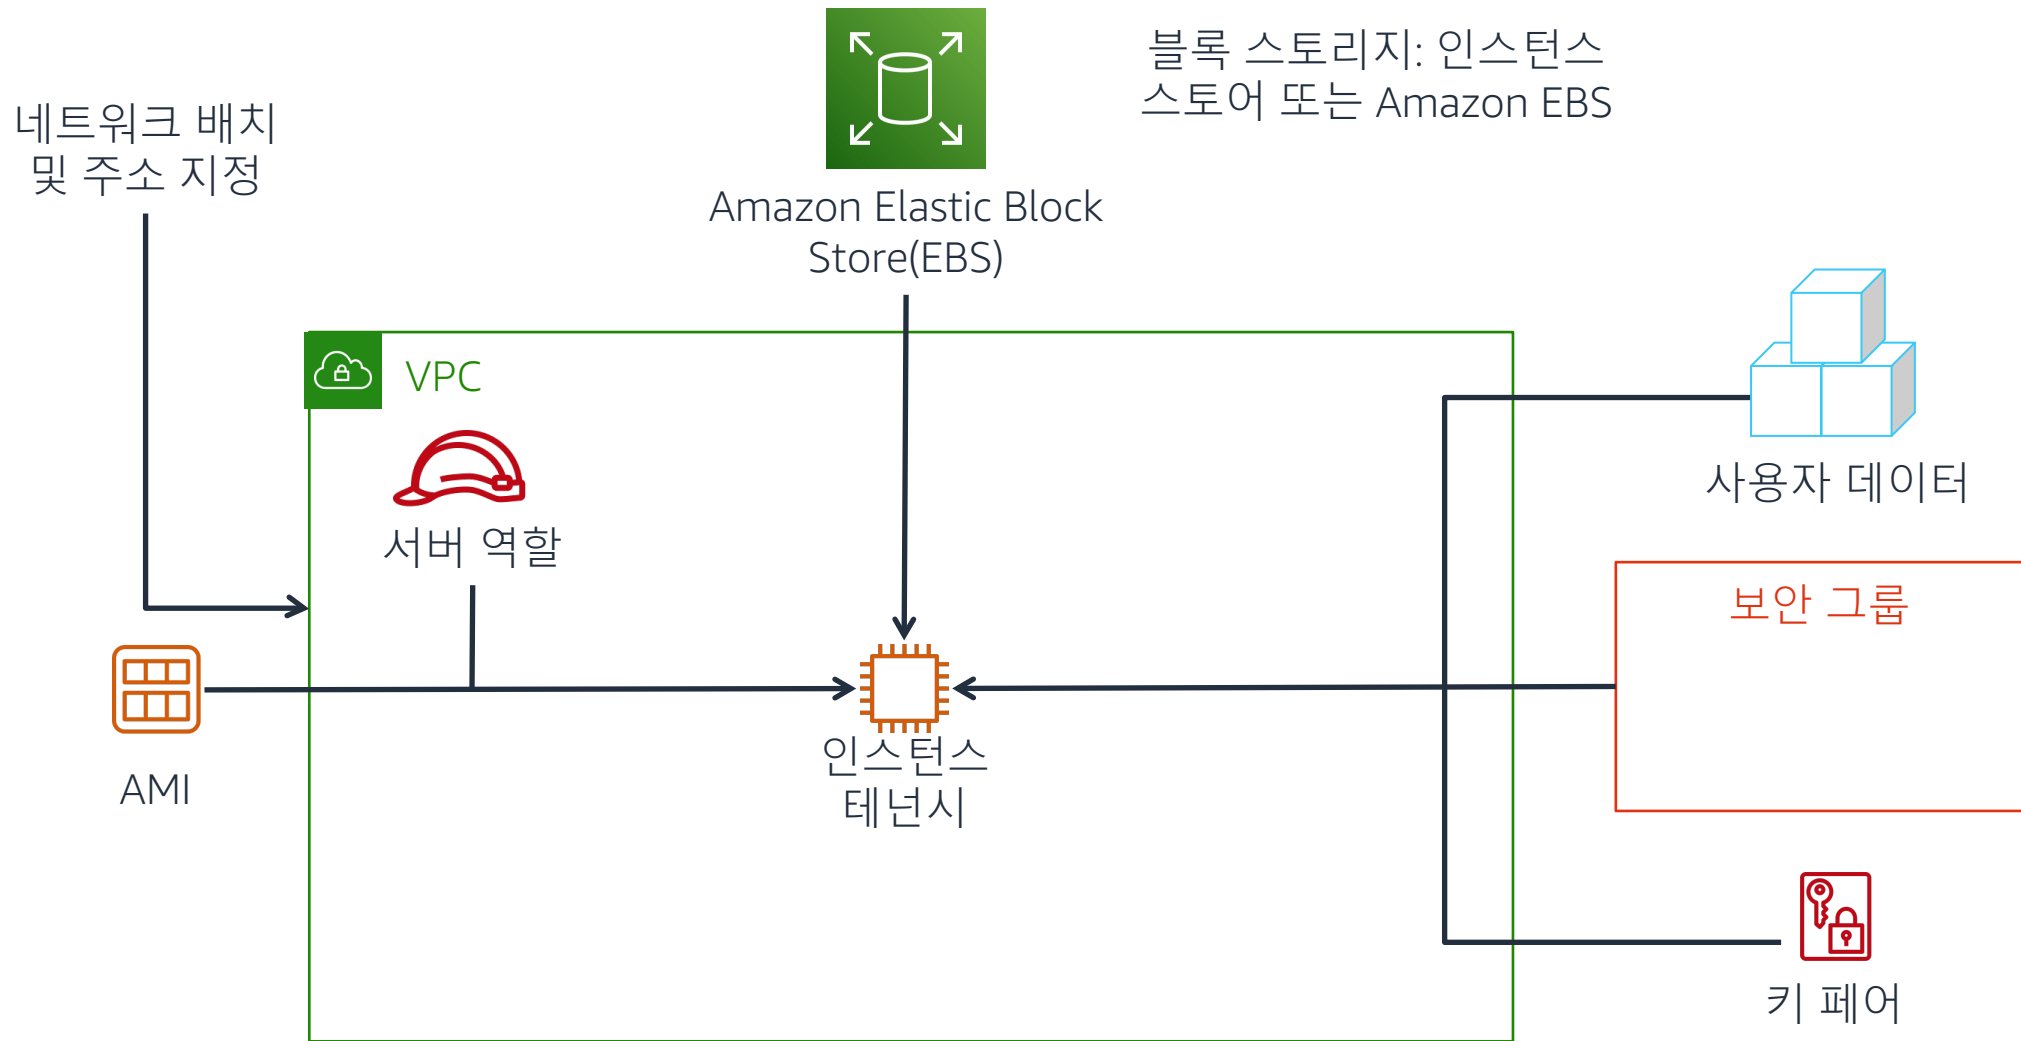 블록 스토리지: 인스턴스
스토어 또는 Amazon EBS
네트워크 배치
및 주소 지정
Amazon Elastic Block
Store(EBS)
VPC
서버 역할
사용자 데이터
보안 그룹
인스턴스
테넌시
AMI
키 페어